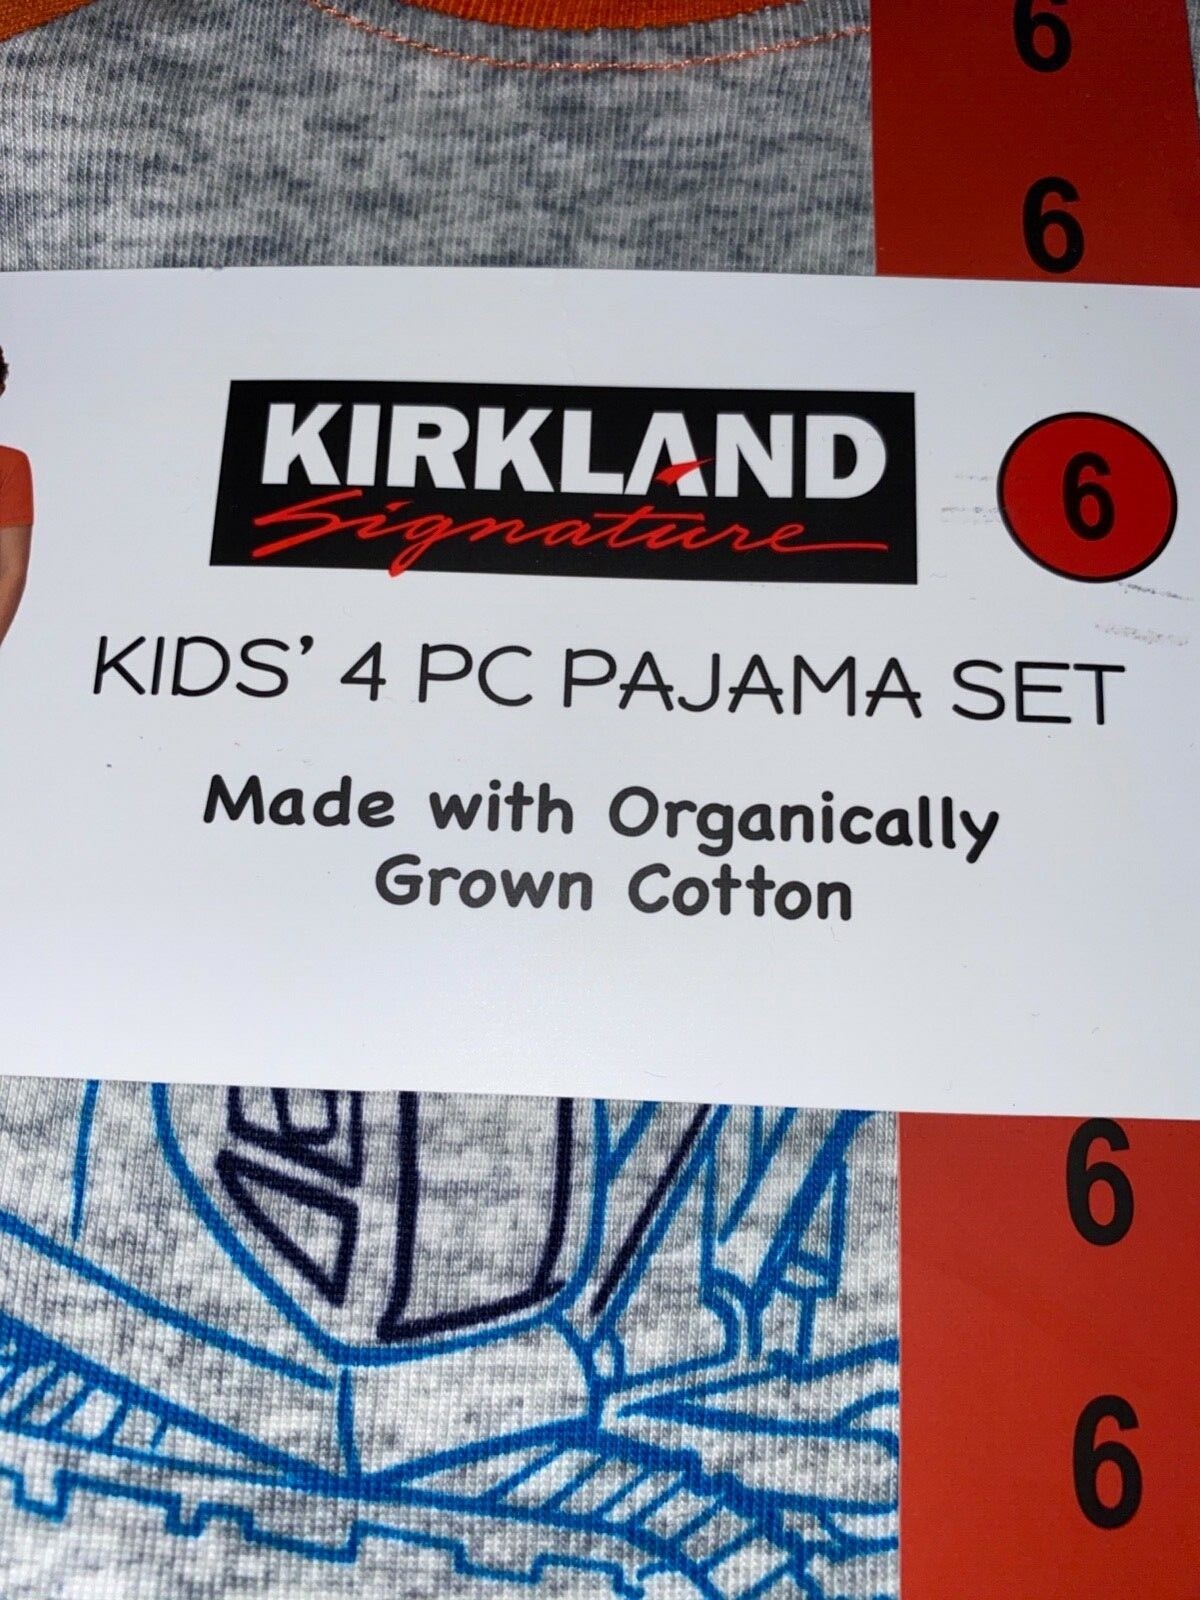 6
6
KIRKLAND
Signature
6
KIDS' 4 PC PAJAMA SET
Made with Organically
Grown Cotton
6
6